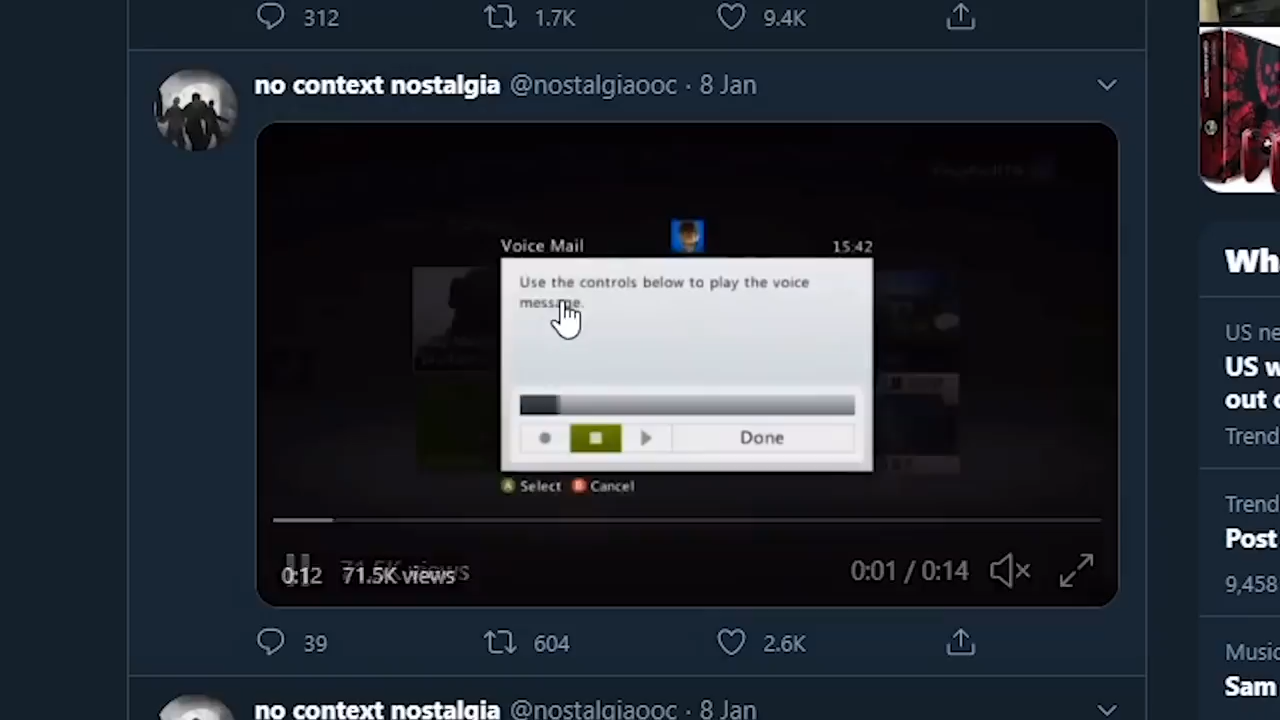 312 1.7K 9.4K
no context nostalgia @nostalgiaooc · 8 Jan
Voice Mail 15:42
Use the controls below to play the voice
message.
Done
A Select B Cancel
0:12 71.5K views 0:01 / 0:14
39 604 2.6K
no context nostalgia @nostalgiaooc · 8 Jan
Wh
US ne
US w
out o
Trend
Trend
Post
9,458
Music
Sam